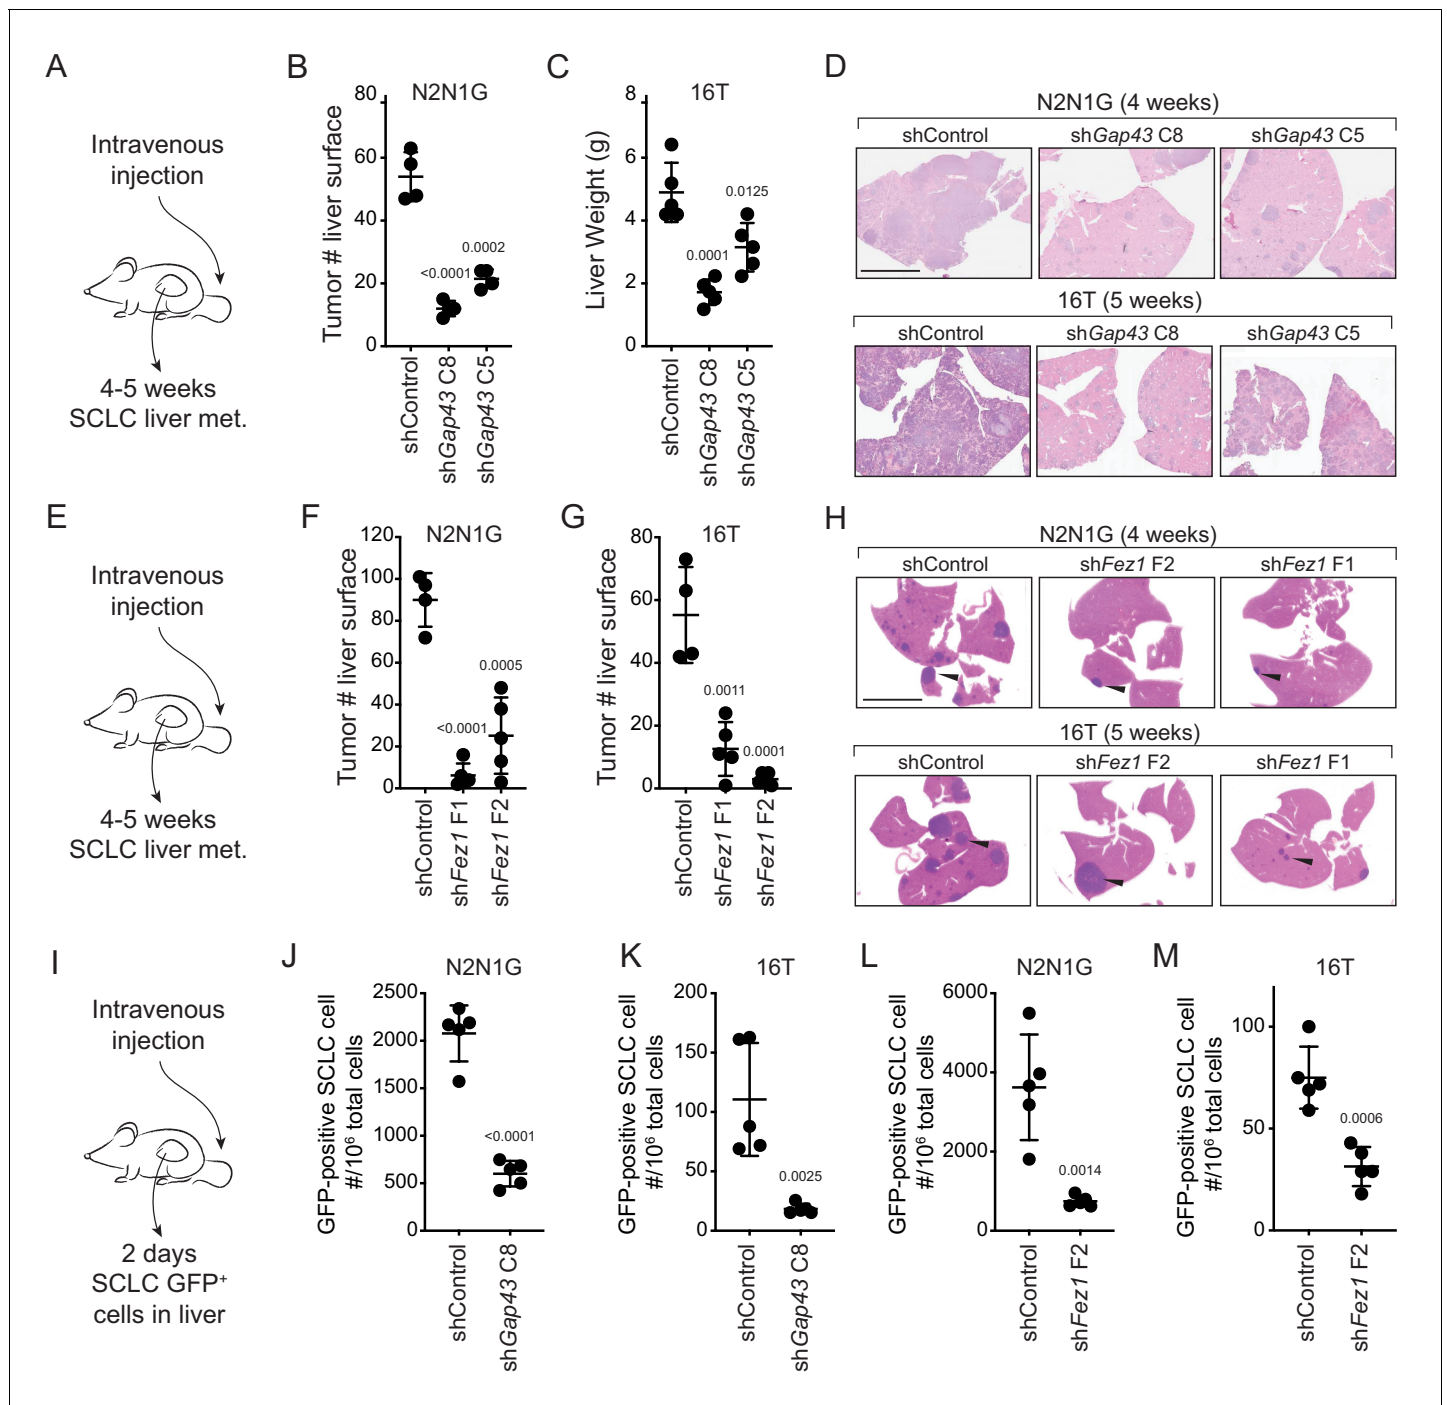 A
Intravenous
injection
4-5 weeks
SCLC liver met.
B
N2N1G
Tumor # liver surface
80
60
40
20
0
<0.0001
0.0002
shControl
shGap43 C8
shGap43 C5
C
16T
Liver Weight (g)
8
6
4
2
0
0.0001
0.0125
shControl
shGap43 C8
shGap43 C5
D
N2N1G (4 weeks)
shControl
shGap43 C8
shGap43 C5
16T (5 weeks)
shControl
shGap43 C8
shGap43 C5
E
Intravenous
injection
4-5 weeks
SCLC liver met.
F
N2N1G
Tumor # liver surface
120
100
80
60
40
20
0
<0.0001
0.0005
shControl
shFez1 F1
shFez1 F2
G
16T
Tumor # liver surface
80
60
40
20
0
0.0011
0.0001
shControl
shFez1 F1
shFez1 F2
H
N2N1G (4 weeks)
shControl
shFez1 F2
shFez1 F1
16T (5 weeks)
shControl
shFez1 F2
shFez1 F1
I
Intravenous
injection
2 days
SCLC GFP⁺
cells in liver
J
N2N1G
GFP-positive SCLC cell
#/10⁶ total cells
2500
2000
1500
1000
500
0
<0.0001
shControl
shGap43 C8
K
16T
GFP-positive SCLC cell
#/10⁶ total cells
200
150
100
50
0
0.0025
shControl
shGap43 C8
L
N2N1G
GFP-positive SCLC cell
#/10⁶ total cells
6000
4000
2000
0
0.0014
shControl
shFez1 F2
M
16T
GFP-positive SCLC cell
#/10⁶ total cells
100
50
0
0.0006
shControl
shFez1 F2